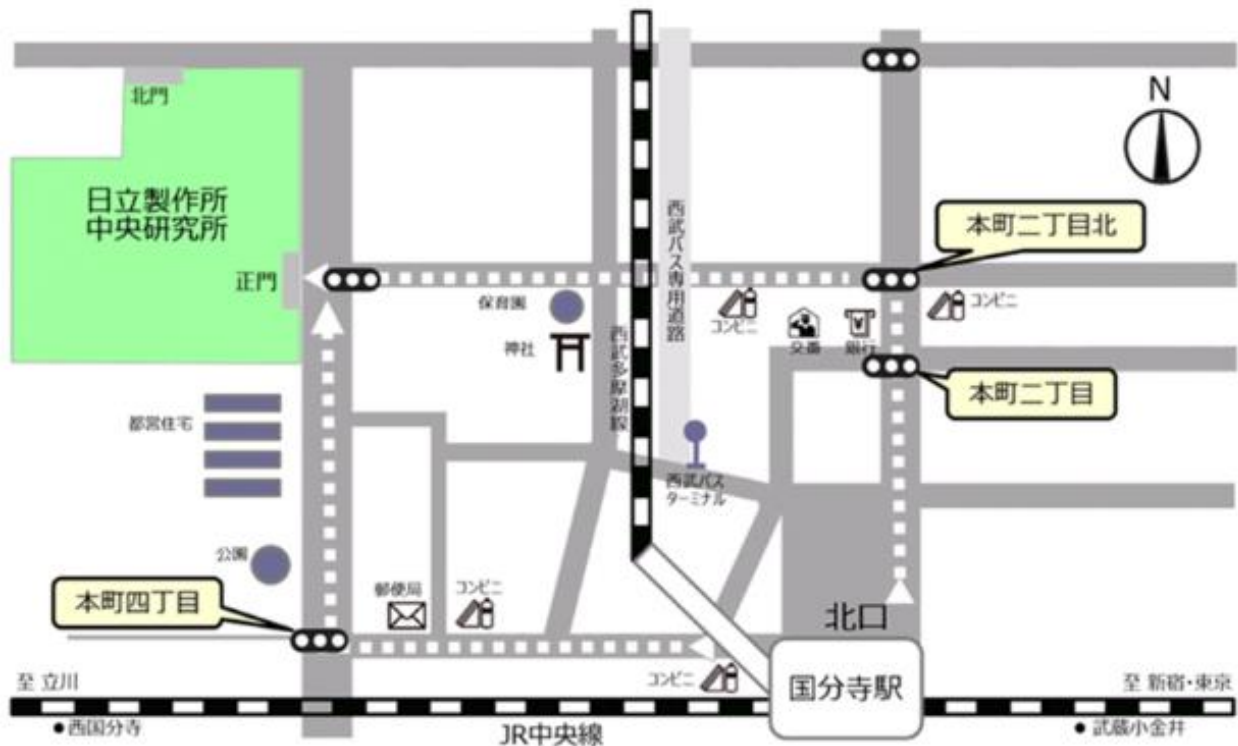 N
北門
日立製作所
中央研究所
西武バス専用道路
本町二丁目北
正門
保育園
コンビニ
コンビニ
交番
銀行
神社
西武多摩湖線
本町二丁目
都営住宅
西武バス
ターミナル
公園
郵便局
コンビニ
本町四丁目
北口
コンビニ
国分寺駅
至 立川
至 新宿・東京
●西国分寺
JR中央線
● 武蔵小金井